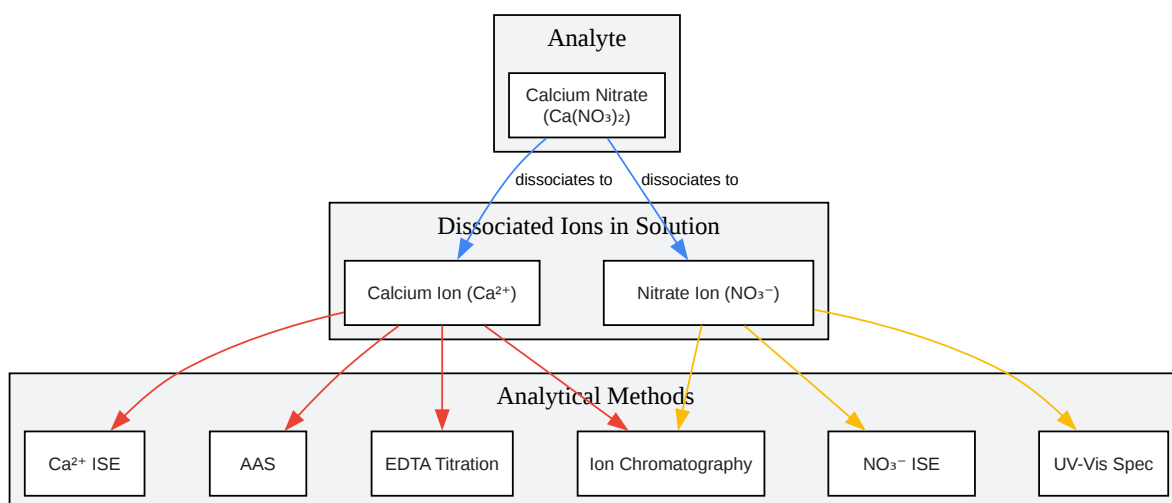 Analyte
Calcium Nitrate
(Ca(NO₃)₂)
dissociates to
dissociates to
Dissociated Ions in Solution
Calcium Ion (Ca²⁺)
Nitrate Ion (NO₃⁻)
Analytical Methods
Ca²⁺ ISE
AAS
EDTA Titration
Ion Chromatography
NO₃⁻ ISE
UV-Vis Spec